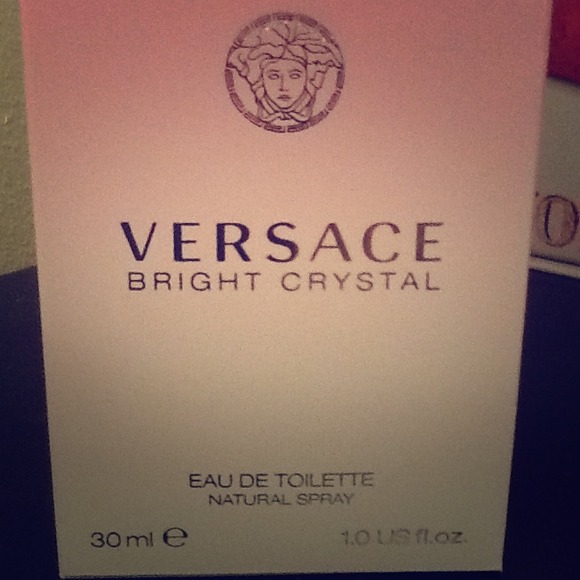 VERSACE
BRIGHT CRYSTAL
EAU DE TOILETTE
NATURAL SPRAY
30 ml e 1.0 US fl.oz.